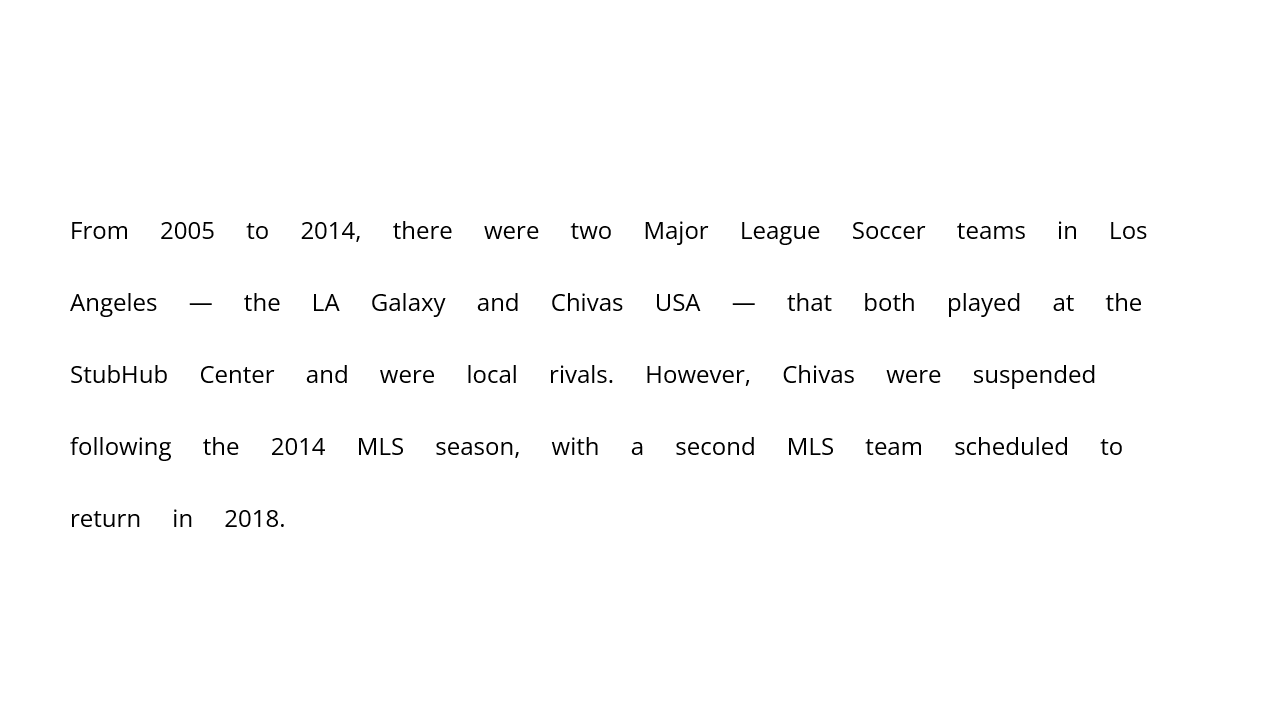 From 2005 to 2014, there were two Major League Soccer teams in Los
Angeles — the LA Galaxy and Chivas USA — that both played at the
StubHub Center and were local rivals. However, Chivas were suspended
following the 2014 MLS season, with a second MLS team scheduled to
return in 2018.